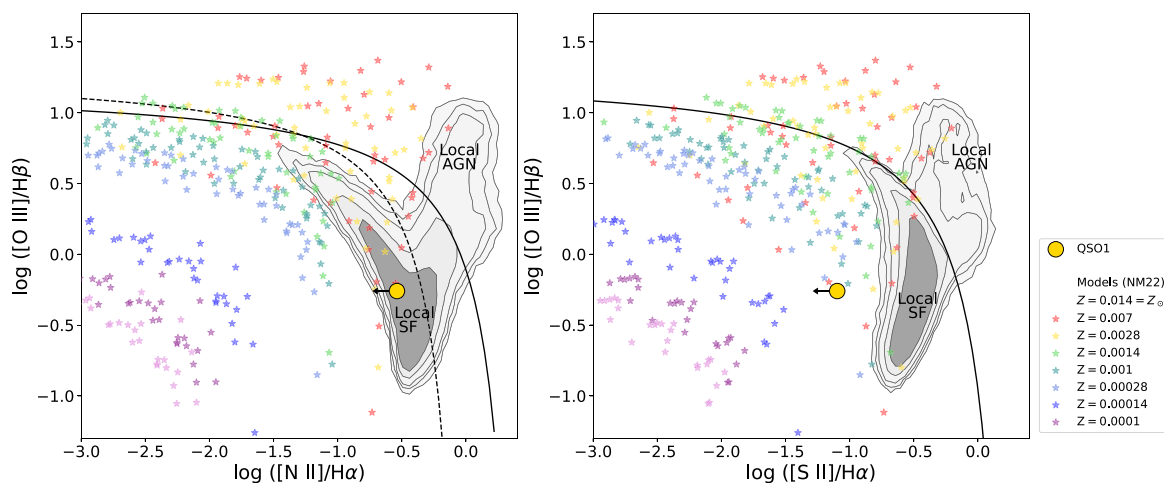 1.5
1.0
0.5
0.0
−0.5
−1.0
log ([O III]/Hβ)
Local
AGN
Local
SF
−3.0 −2.5 −2.0 −1.5 −1.0 −0.5 0.0
log ([N II]/Hα)
1.5
1.0
0.5
0.0
−0.5
−1.0
log ([O III]/Hβ)
Local
AGN
Local
SF
−3.0 −2.5 −2.0 −1.5 −1.0 −0.5 0.0
log ([S II]/Hα)
QSO1
Models (NM22)
Z = 0.014 = Z⊙
Z = 0.007
Z = 0.0028
Z = 0.0014
Z = 0.001
Z = 0.00028
Z = 0.00014
Z = 0.0001